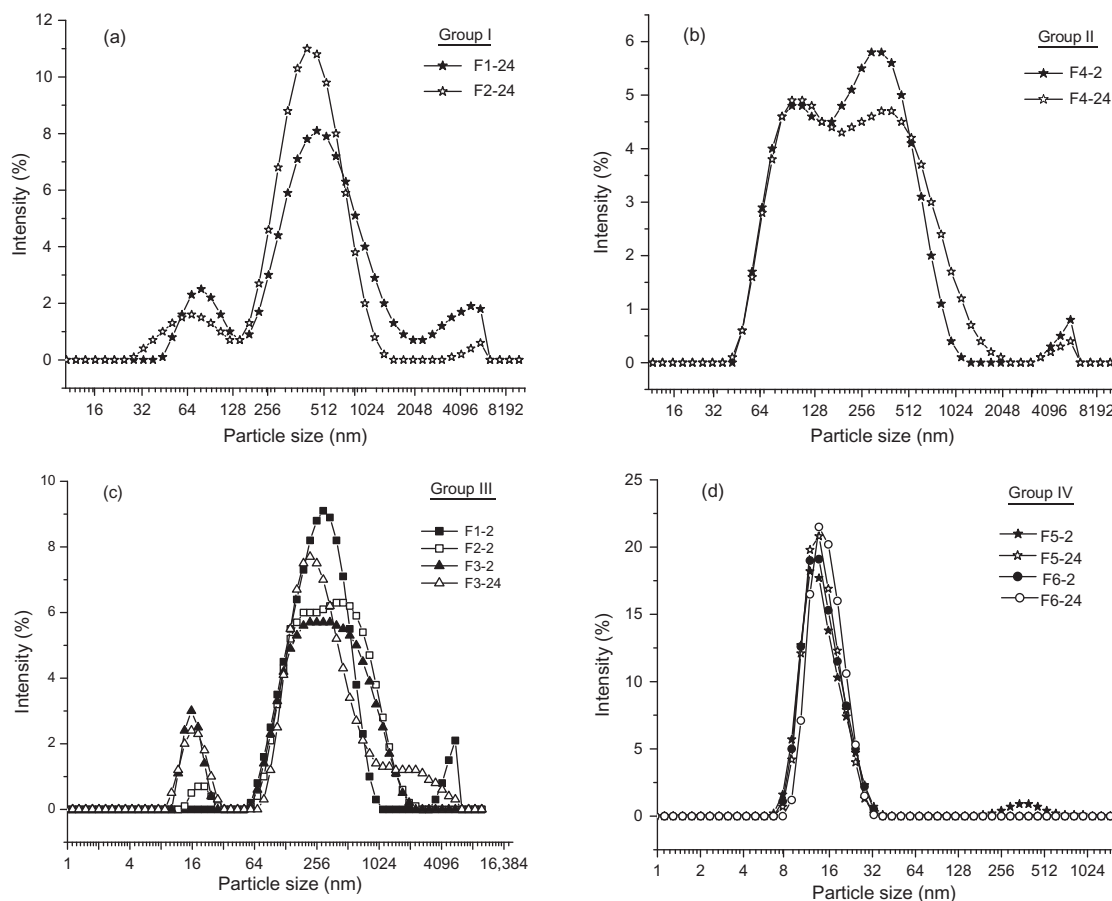 (a)
Group I
F1-24
F2-24
12
10
8
6
4
2
0
Intensity (%)
16 32 64 128 256 512 1024 2048 4096 8192
Particle size (nm)
(b)
Group II
F4-2
F4-24
6
5
4
3
2
1
0
Intensity (%)
16 32 64 128 256 512 1024 2048 4096 8192
Particle size (nm)
(c)
Group III
F1-2
F2-2
F3-2
F3-24
10
8
6
4
2
0
Intensity (%)
1 4 16 64 256 1024 4096 16,384
Particle size (nm)
(d)
Group IV
F5-2
F5-24
F6-2
F6-24
25
20
15
10
5
0
Intensity (%)
1 2 4 8 16 32 64 128 256 512 1024
Particle size (nm)